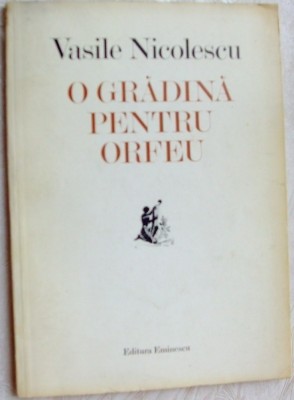 Vasile Nicolescu
O GRĂDINĂ
PENTRU
ORFEU
Editura Eminescu